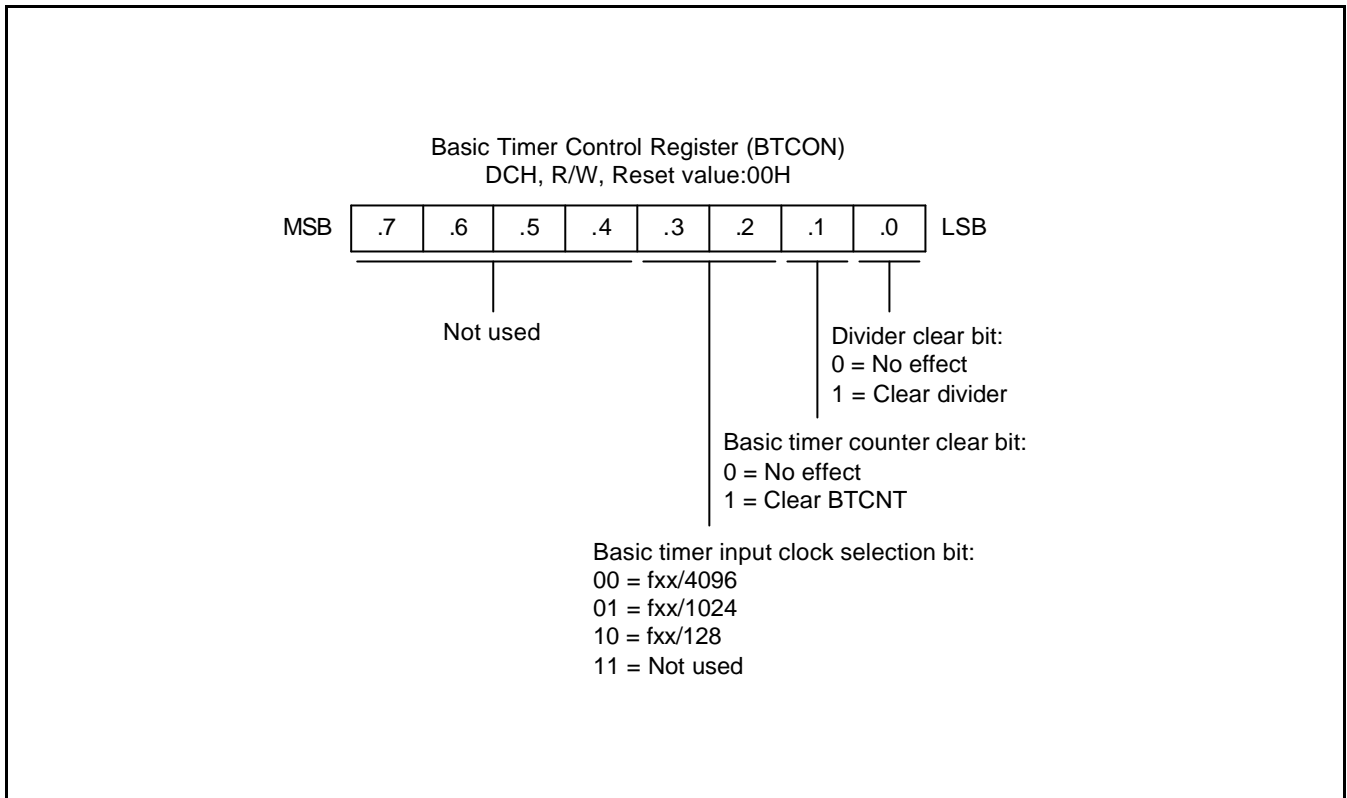 Basic Timer Control Register (BTCON)
DCH, R/W, Reset value:00H
MSB .7 .6 .5 .4 .3 .2 .1 .0 LSB
Not used
Divider clear bit:
0 = No effect
1 = Clear divider
Basic timer counter clear bit:
0 = No effect
1 = Clear BTCNT
Basic timer input clock selection bit:
00 = fxx/4096
01 = fxx/1024
10 = fxx/128
11 = Not used